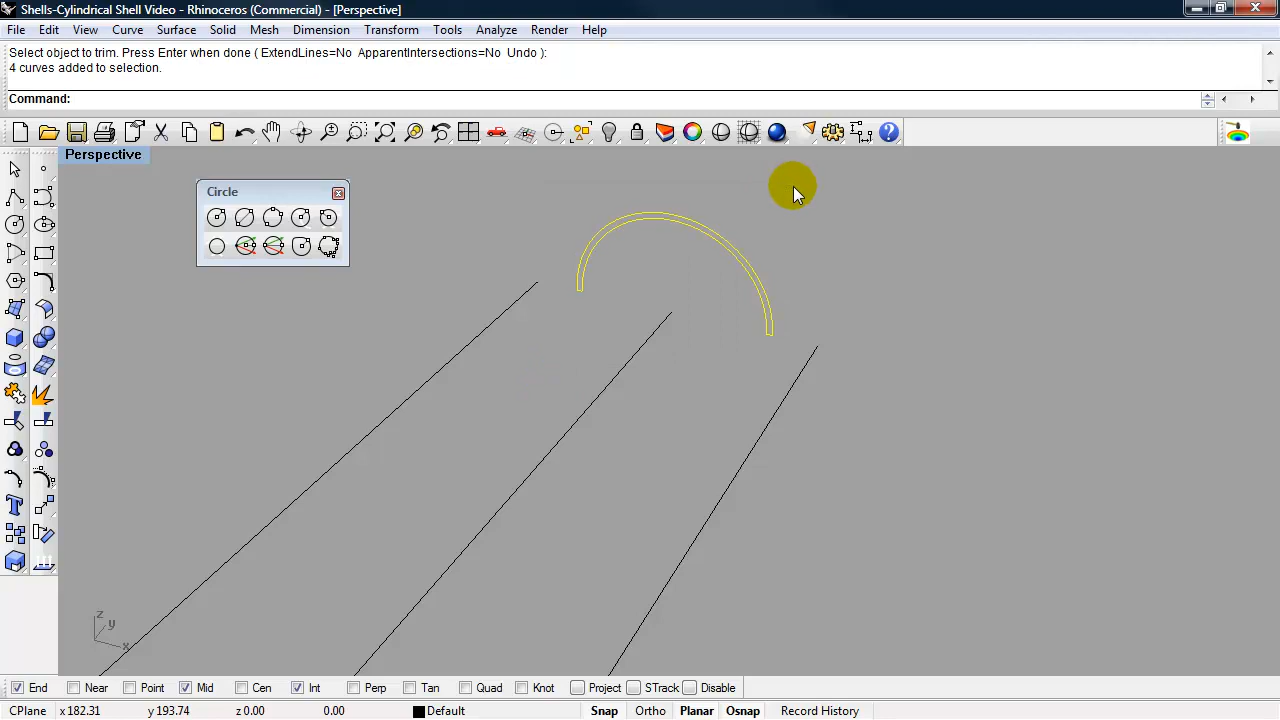 Shells-Cylindrical Shell Video - Rhinoceros (Commercial) - [Perspective]
File Edit View Curve Surface Solid Mesh Dimension Transform Tools Analyze Render Help
Select object to trim. Press Enter when done ( ExtendLines=No ApparentIntersections=No Undo ):
4 curves added to selection.
Command:
Perspective
Circle
z
y
x
End Near Point Mid Cen Int Perp Tan Quad Knot Project STrack Disable
CPlane x 182.31 y 193.74 z 0.00 0.00 Default Snap Ortho Planar Osnap Record History